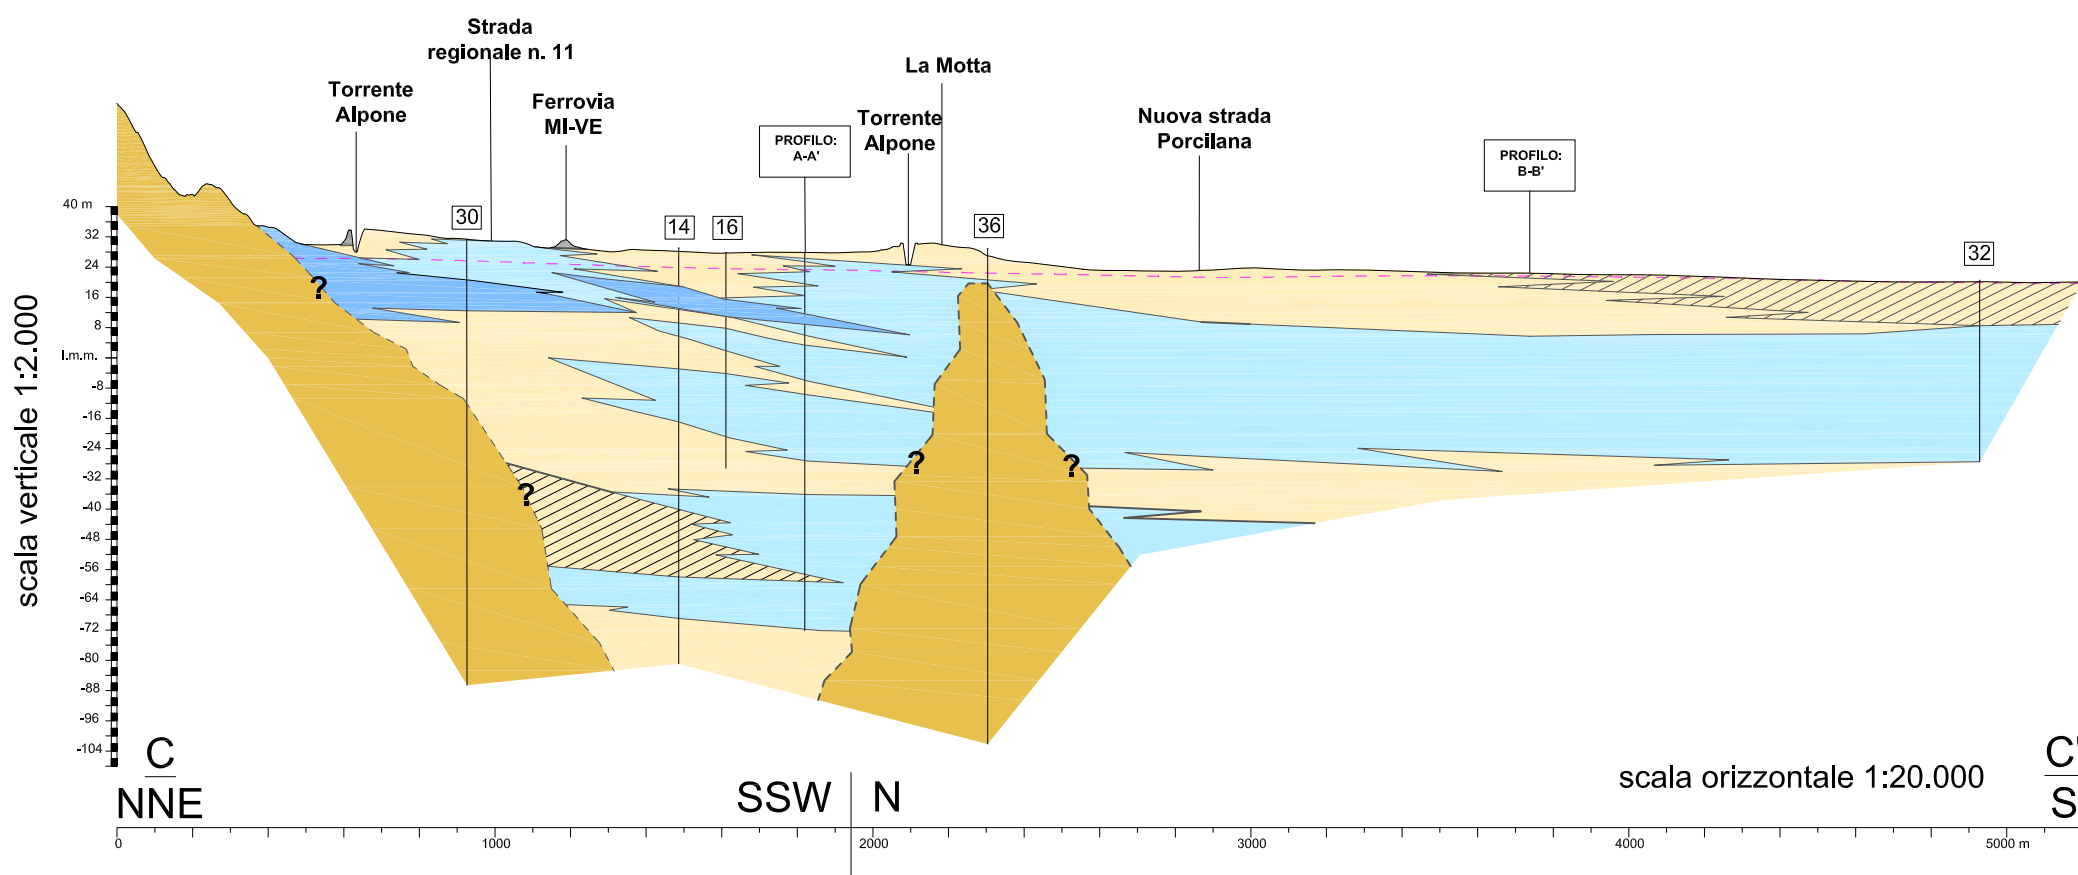 Strada
regionale n. 11
La Motta
Torrente
Alpone
Ferrovia
MI-VE
Torrente
Alpone
Nuova strada
Porcilana
PROFILO:
A-A'
PROFILO:
B-B'
30
14
16
36
32
40 m
32
24
16
8
l.m.m.
-8
-16
-24
-32
-40
-48
-56
-64
-72
-80
-88
-96
-104
scala verticale 1:2.000
?
?
?
?
C
NNE
SSW
N
scala orizzontale 1:20.000
C'
S
0
1000
2000
3000
4000
5000 m